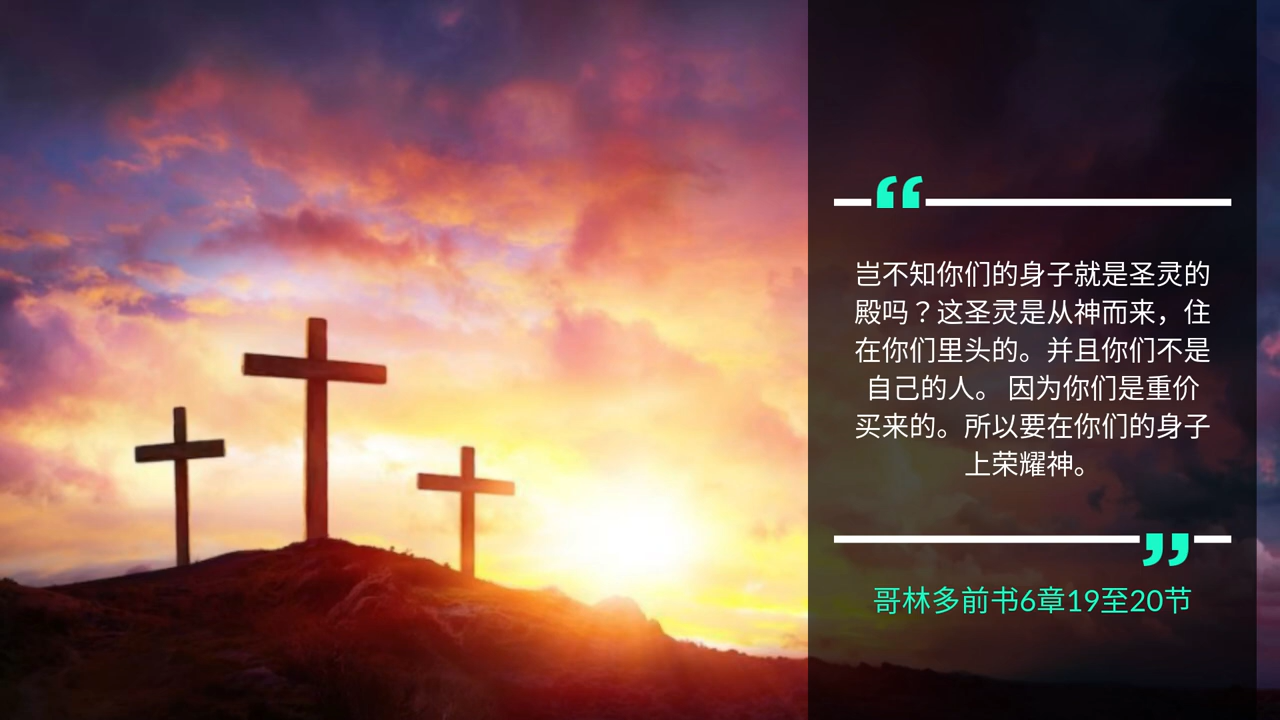 岂不知你们的身子就是圣灵的
殿吗？这圣灵是从神而来，住
在你们里头的。并且你们不是
自己的人。 因为你们是重价
买来的。所以要在你们的身子
上荣耀神。
哥林多前书6章19至20节